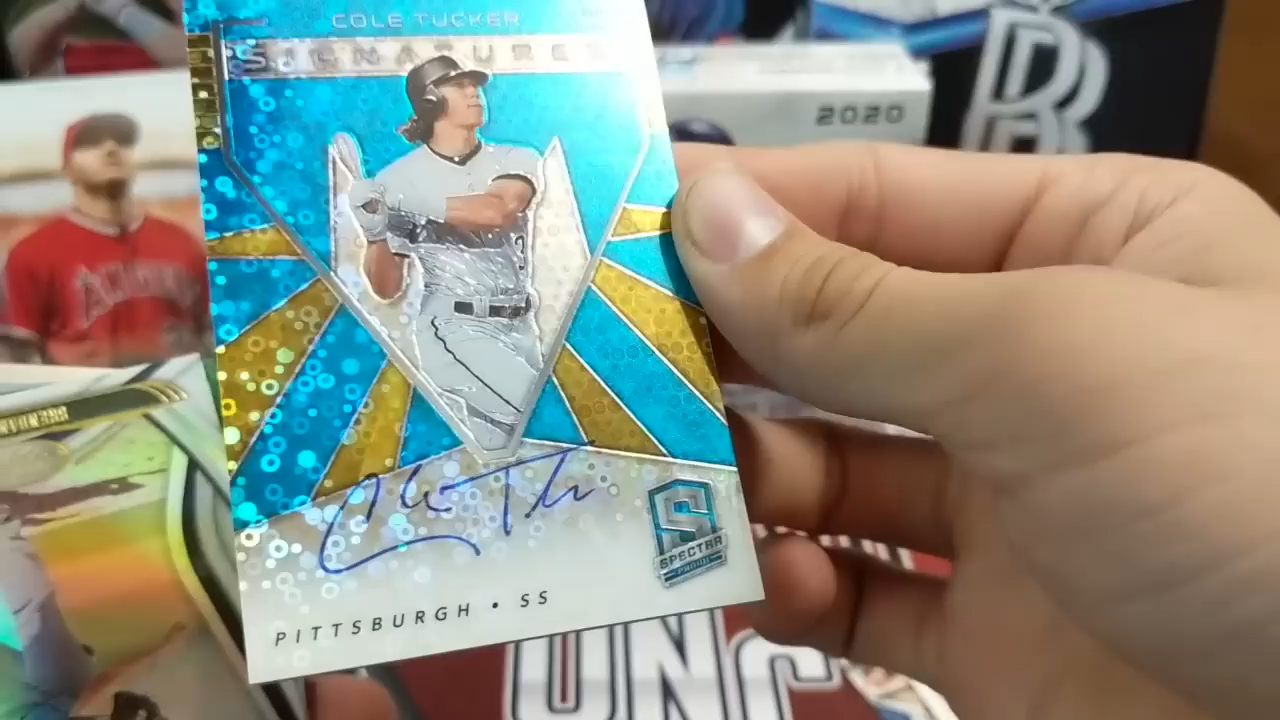 COLE TUCKER
SIGNATURES
2020
SPECTRA
PANINI
PITTSBURGH • SS
UNC